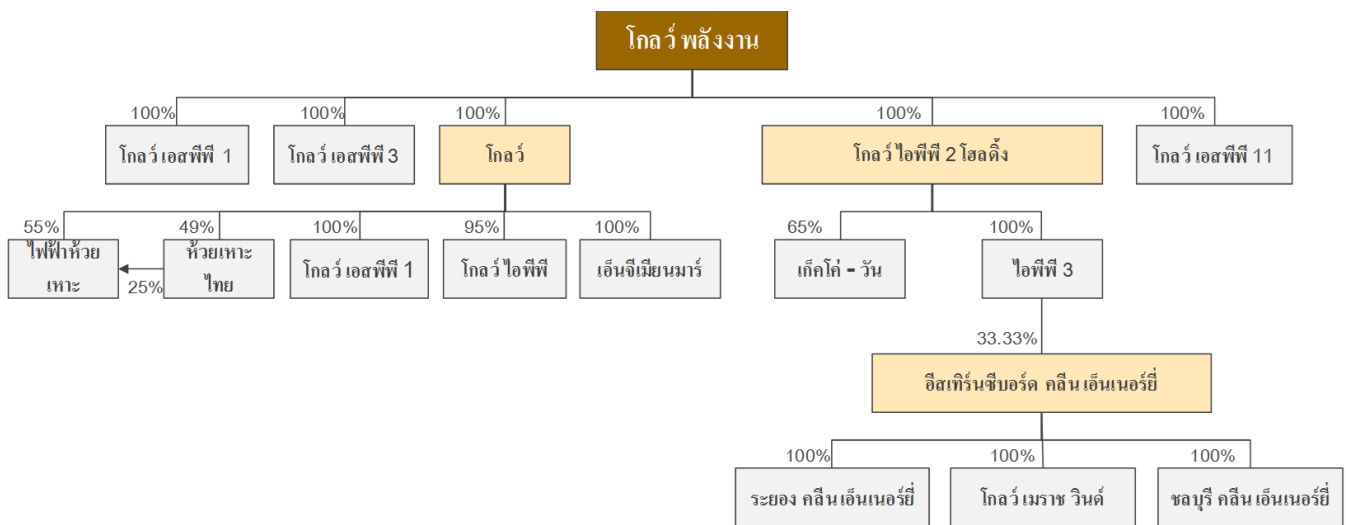 โกลว์ พลังงาน
100%
100%
100%
100%
100%
โกลว์ เอสพีพี 1
โกลว์ เอสพีพี 3
โกลว์
โกลว์ ไอพีพี 2 โฮลดิ้ง
โกลว์ เอสพีพี 11
55%
49%
100%
95%
100%
65%
100%
ไฟฟ้าห้วย
เหาะ
25%
ห้วยเหาะ
ไทย
โกลว์ เอสพีพี 1
โกลว์ ไอพีพี
เอ็นจีเมียนมาร์
เก็คโค่ - วัน
ไอพีพี 3
33.33%
อีสเทิร์นซีบอร์ด คลีน เอ็นเนอร์ยี่
100%
100%
100%
ระยอง คลีน เอ็นเนอร์ยี่
โกลว์ เมราช วินด์
ชลบุรี คลีน เอ็นเนอร์ยี่